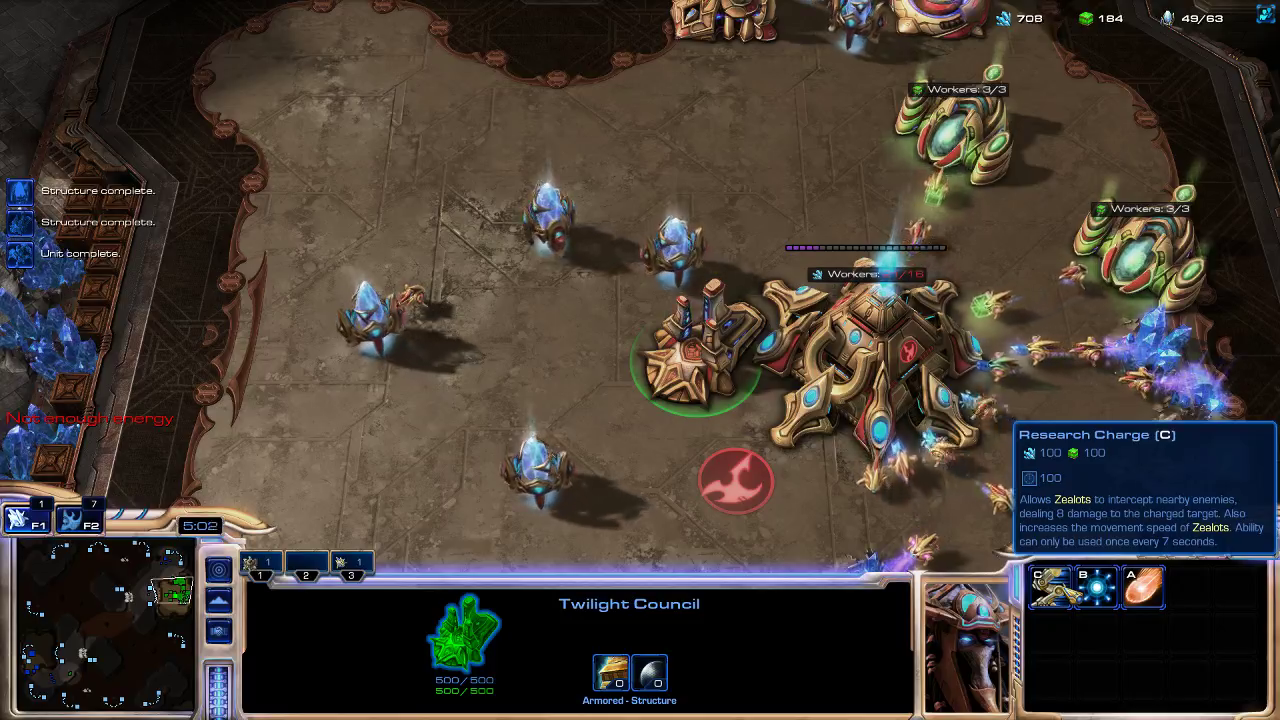 708 184 49/63
Workers: 3/3
Structure complete.
Workers: 3/3
Structure complete.
Unit complete.
Workers: /16
Not enough energy
Research Charge (C)
100 100
100
Allows Zealots to intercept nearby enemies,
dealing 8 damage to the charged target. Also
increases the movement speed of Zealots. Ability
can only be used once every 7 seconds.
1 7
F1 F2
5:02
1 1
1 2 3
C B A
Twilight Council
500/500
500/500
0 0
Armored - Structure